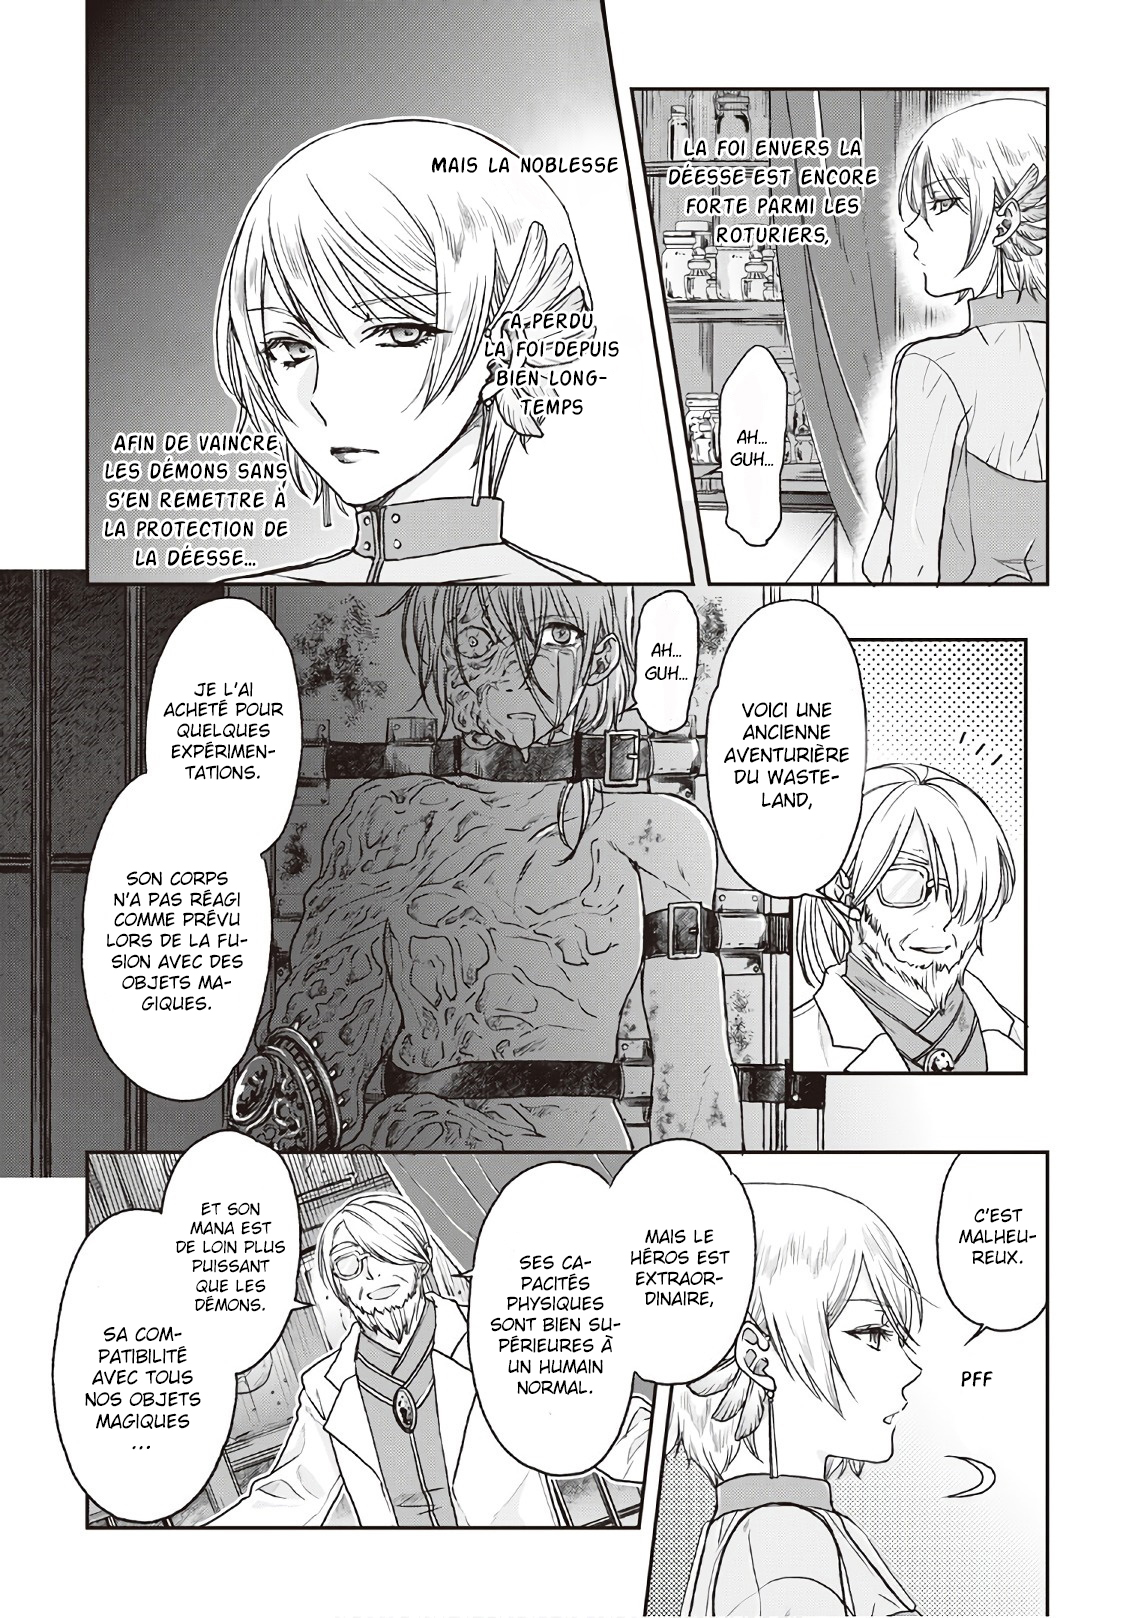 LA FOI ENVERS LA
DÉESSE EST ENCORE
FORTE PARMI LES
ROTURIERS,
AH...
GUH...
MAIS LA NOBLESSE
A PERDU
LA FOI DEPUIS
BIEN LONG-
TEMPS
AFIN DE VAINCRE
LES DÉMONS SANS
S'EN REMETTRE À
LA PROTECTION DE
LA DÉESSE...
VOICI UNE
ANCIENNE
AVENTURIÈRE
DU WASTE-
LAND,
AH...
GUH...
JE L'AI
ACHETÉ POUR
QUELQUES
EXPÉRIMEN-
TATIONS.
SON CORPS
N'A PAS RÉAGI
COMME PRÉVU
LORS DE LA FU-
SION AVEC DES
OBJETS MA-
GIQUES.
C'EST
MALHEU-
REUX.
PFF
MAIS LE
HÉROS EST
EXTRAOR-
DINAIRE,
SES CA-
PACITÉS
PHYSIQUES
SONT BIEN SU-
PÉRIEURES À
UN HUMAIN
NORMAL.
ET SON
MANA EST
DE LOIN PLUS
PUISSANT
QUE LES
DÉMONS.
SA COM-
PATIBILITÉ
AVEC TOUS
NOS OBJETS
MAGIQUES
...